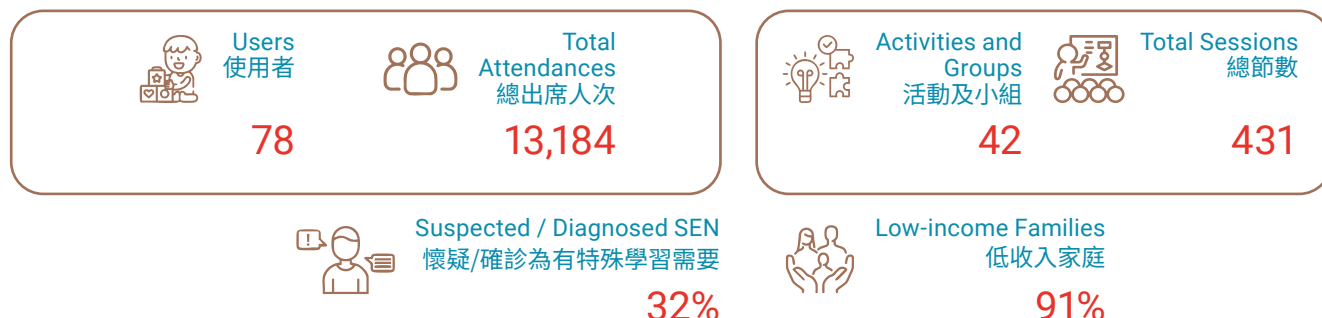 Users
使用者
78
Total
Attendances
總出席人次
13,184
Activities and
Groups
活動及小組
42
Total Sessions
總節數
431
Suspected / Diagnosed SEN
懷疑/確診為有特殊學習需要
32%
Low-income Families
低收入家庭
91%